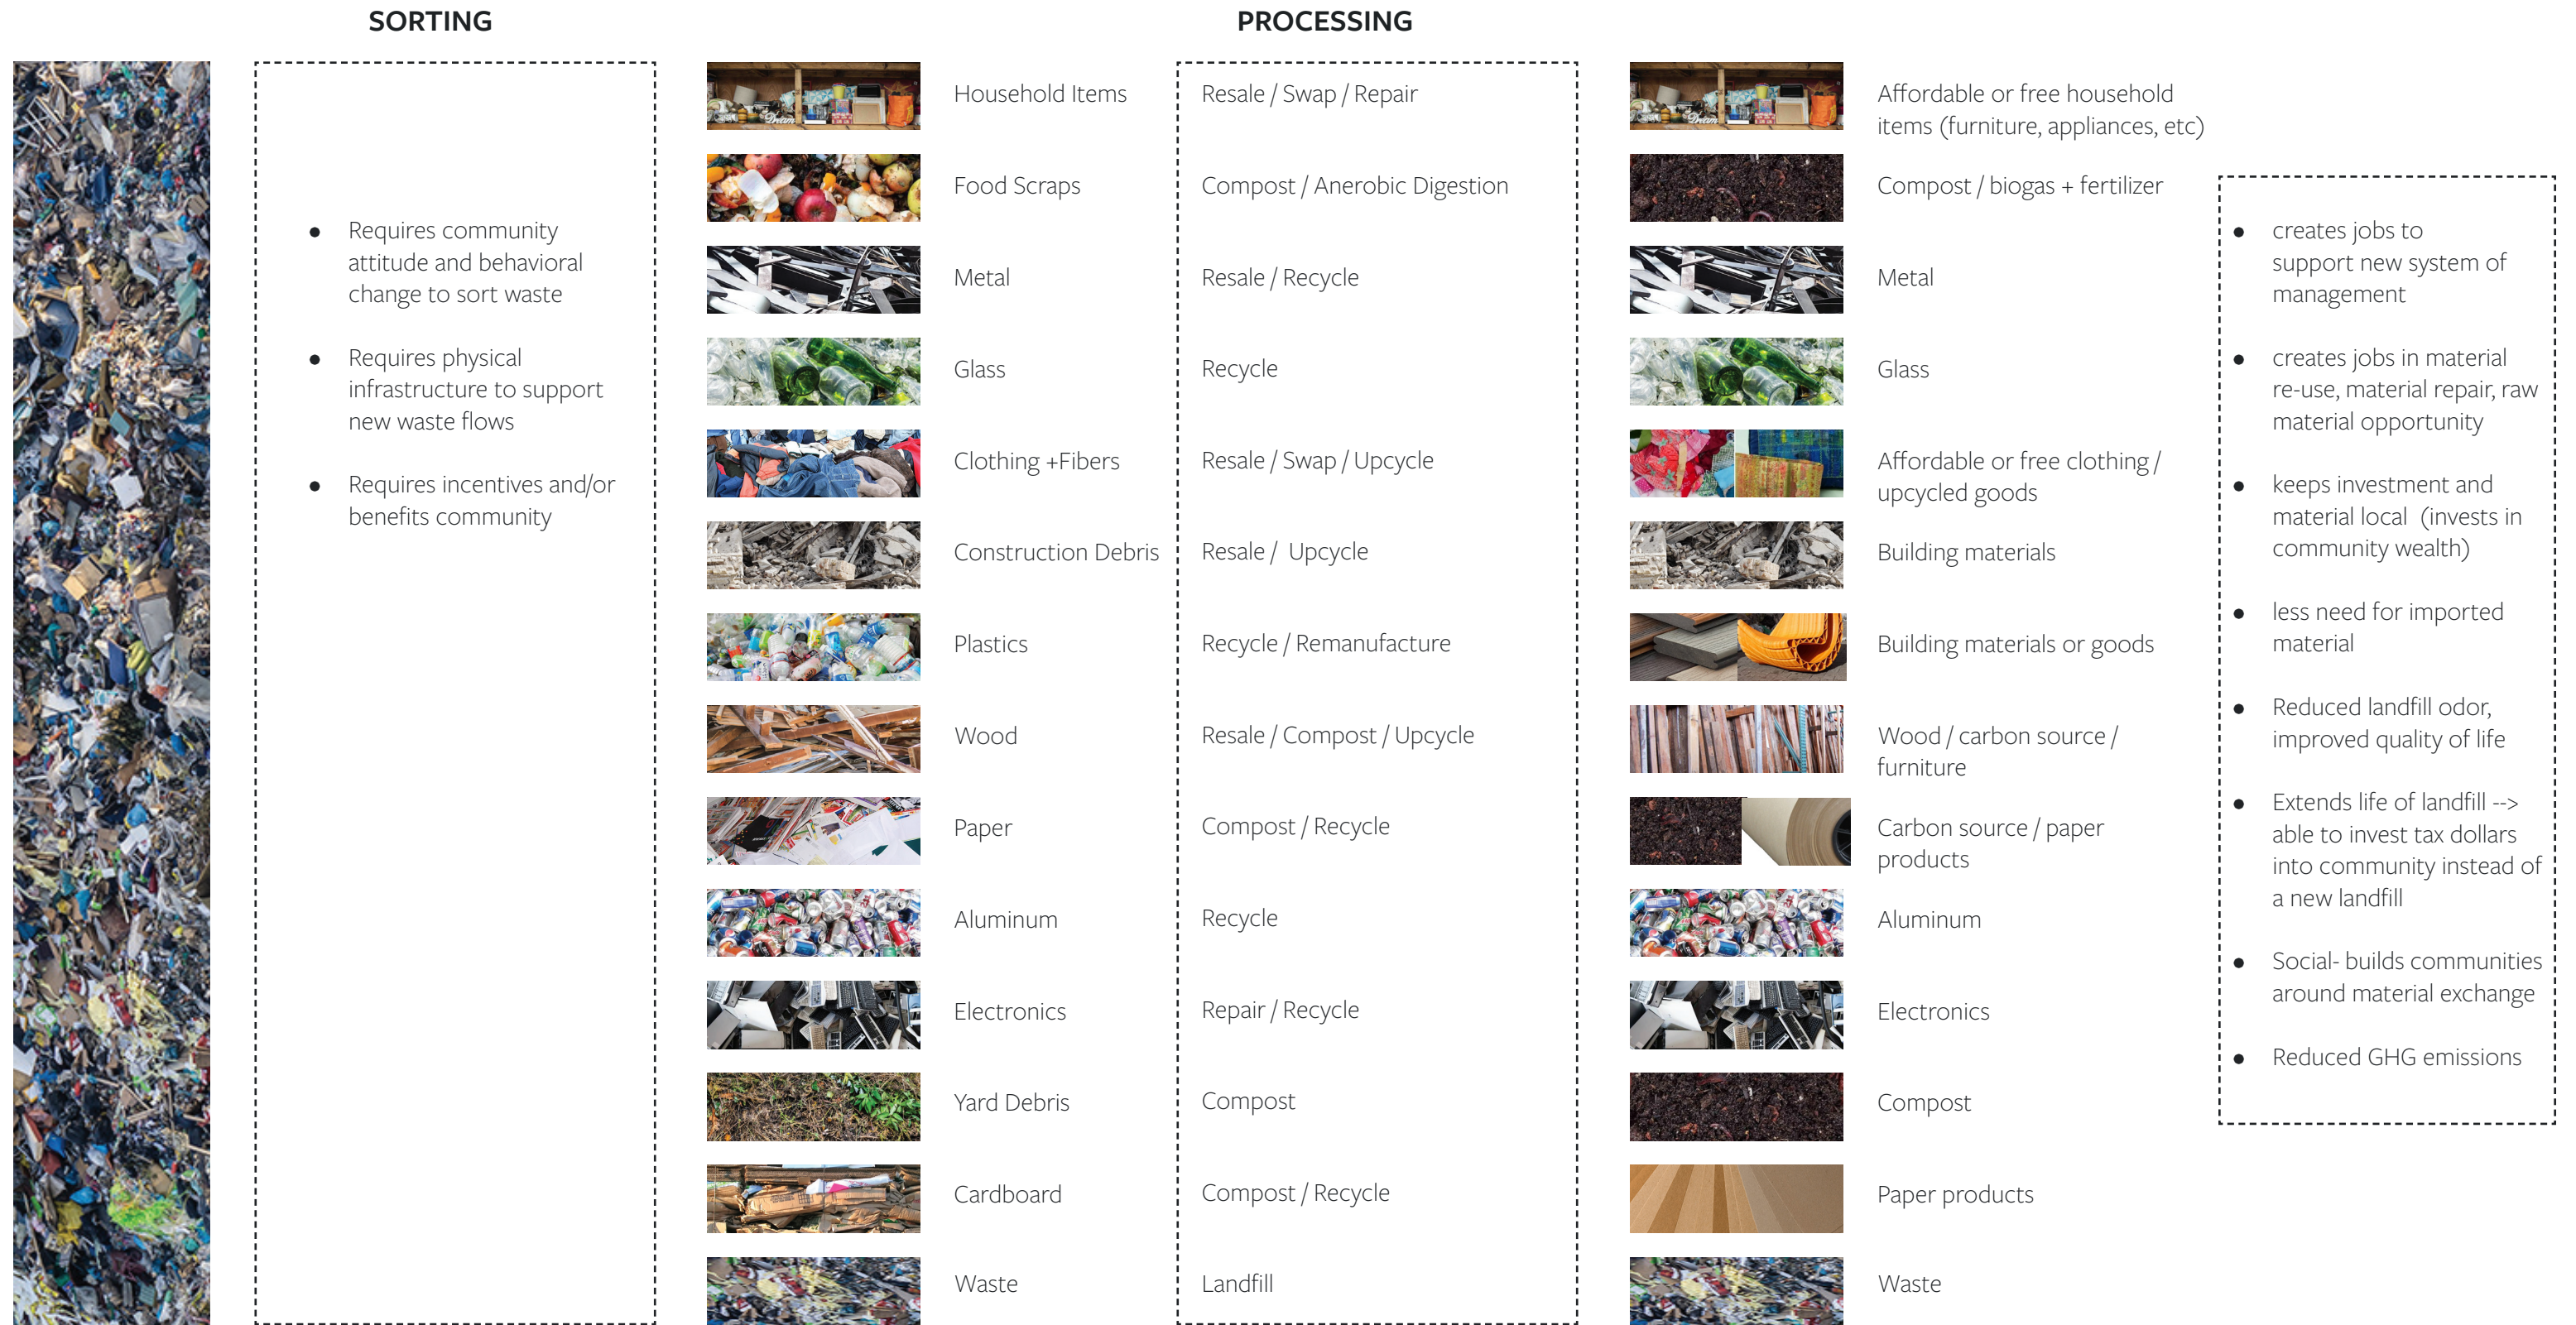 SORTING
PROCESSING
● Requires community
attitude and behavioral
change to sort waste
● Requires physical
infrastructure to support
new waste flows
● Requires incentives and/or
benefits community
Household Items
Food Scraps
Metal
Glass
Clothing +Fibers
Construction Debris
Plastics
Wood
Paper
Aluminum
Electronics
Yard Debris
Cardboard
Waste
Resale / Swap / Repair
Compost / Anerobic Digestion
Resale / Recycle
Recycle
Resale / Swap / Upcycle
Resale /  Upcycle
Recycle / Remanufacture
Resale / Compost / Upcycle
Compost / Recycle
Recycle
Repair / Recycle
Compost
Compost / Recycle
Landfill
Dream
Affordable or free household
items (furniture, appliances, etc)
Compost / biogas + fertilizer
Metal
Glass
Affordable or free clothing /
upcycled goods
Building materials
Building materials or goods
Wood / carbon source /
furniture
Carbon source / paper
products
Aluminum
Electronics
Compost
Paper products
Waste
● creates jobs to
support new system of
management
● creates jobs in material
re-use, material repair, raw
material opportunity
● keeps investment and
material local  (invests in
community wealth)
● less need for imported
material
● Reduced landfill odor,
improved quality of life
● Extends life of landfill -->
able to invest tax dollars
into community instead of
a new landfill
● Social- builds communities
around material exchange
● Reduced GHG emissions